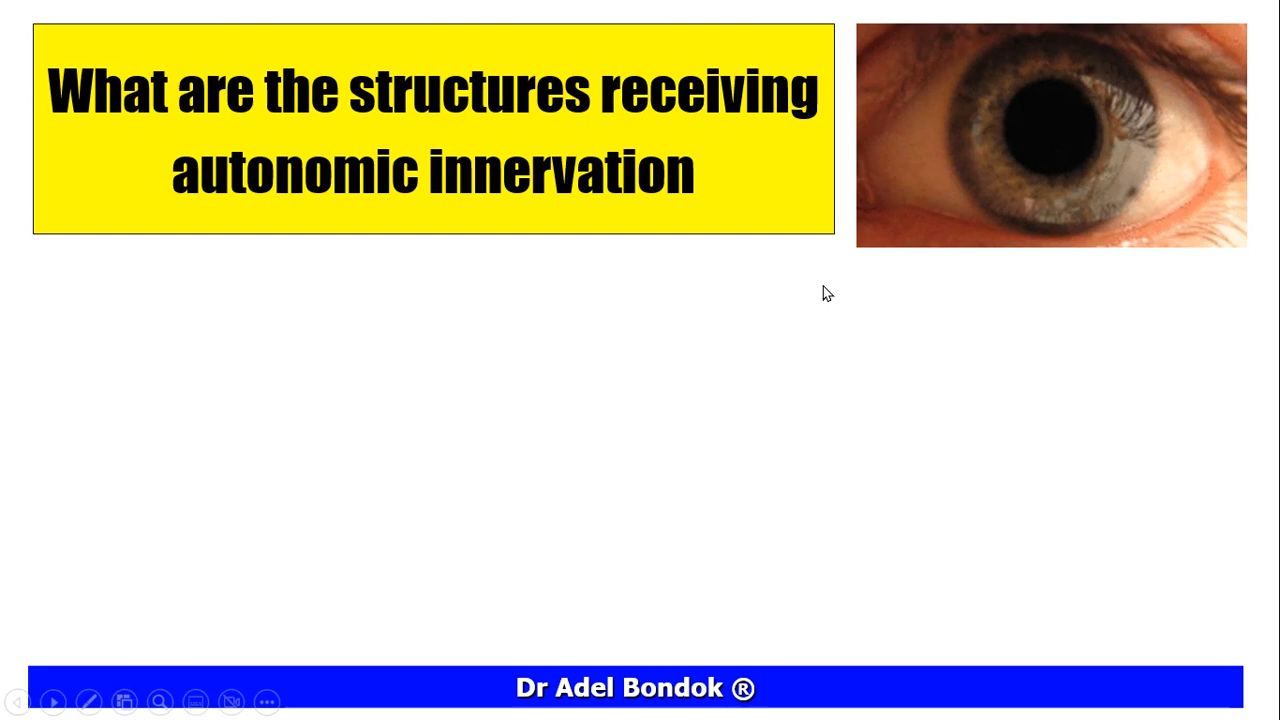 What are the structures receiving
autonomic innervation
Dr Adel Bondok ®